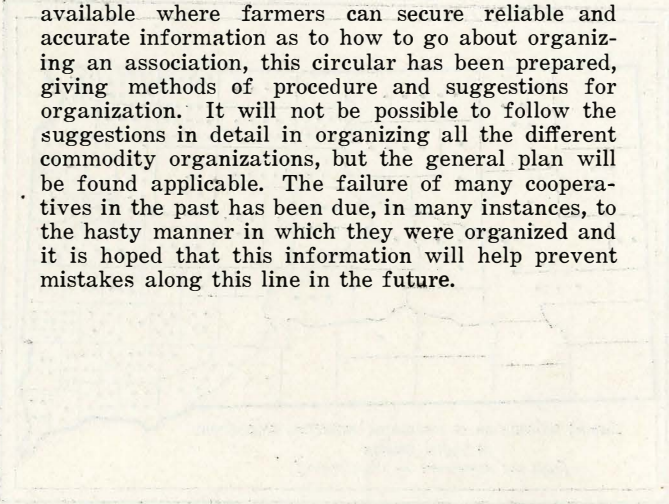 available where farmers can secure reliable and
accurate information as to how to go about organiz-
ing an association, this circular has been prepared,
giving methods of procedure and suggestions for
organization. It will not be possible to follow the
suggestions in detail in organizing all the different
commodity organizations, but the general plan will
be found applicable. The failure of many coopera-
tives in the past has been due, in many instances, to
the hasty manner in which they were organized and
it is hoped that this information will help prevent
mistakes along this line in the future.